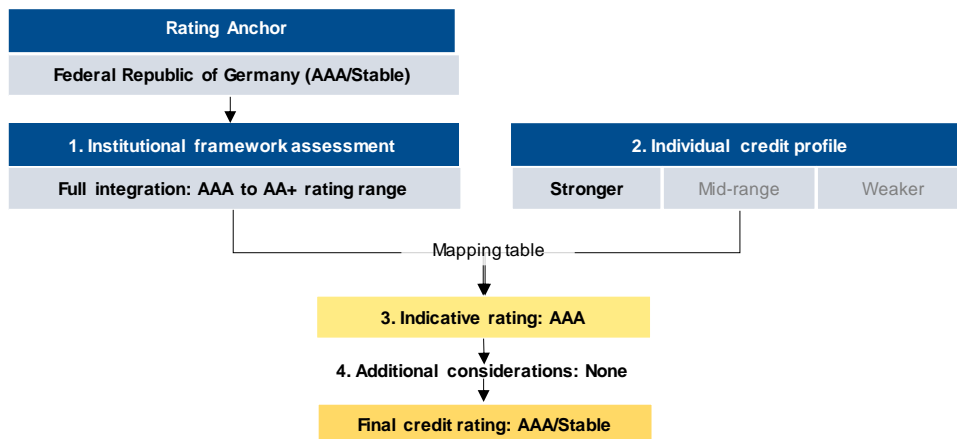 Rating Anchor
Federal Republic of Germany (AAA/Stable)
1. Institutional framework assessment
Full integration: AAA to AA+ rating range
2. Individual credit profile
Stronger
Mid-range
Weaker
Mapping table
3. Indicative rating: AAA
4. Additional considerations: None
Final credit rating: AAA/Stable